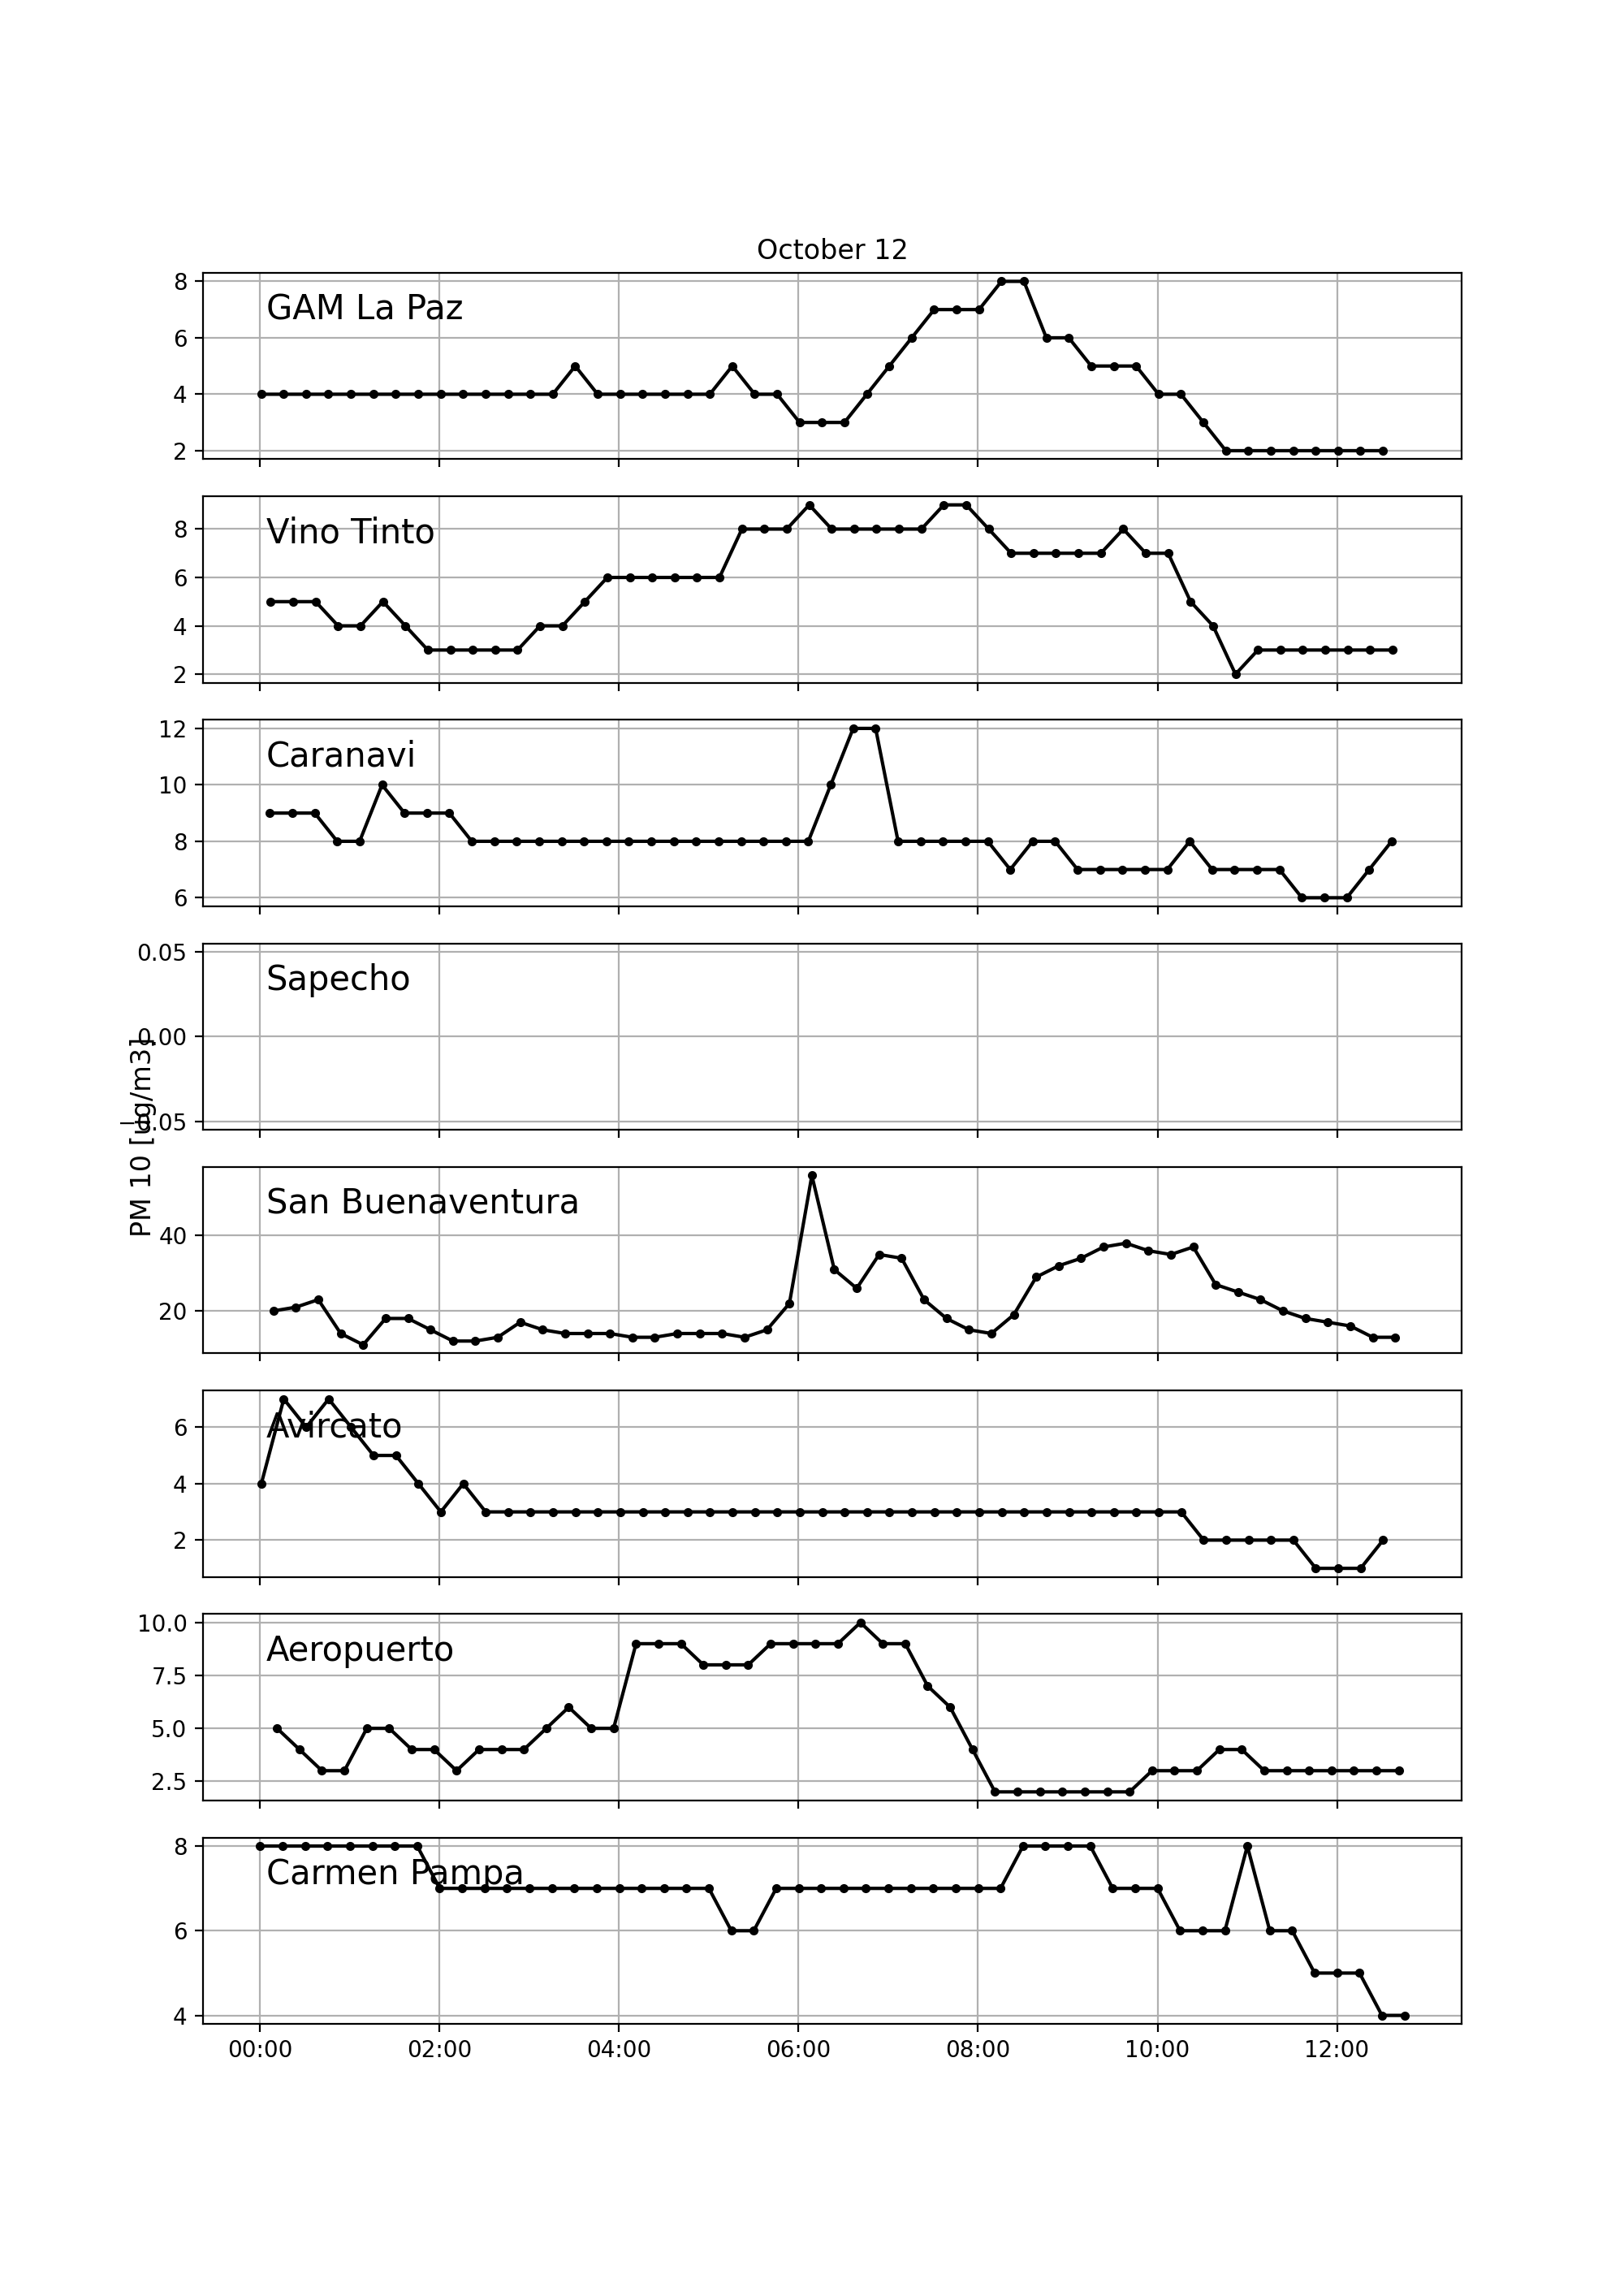 October 12
8
GAM La Paz
6
4
2
8
Vino Tinto
6
4
2
12
Caranavi
10
8
6
0.05
Sapecho
0.00
−0.05
PM 10 [ug/m3]
San Buenaventura
40
20
6
Avircato
4
2
10.0
Aeropuerto
7.5
5.0
2.5
8
Carmen Pampa
6
4
00:00 02:00 04:00 06:00 08:00 10:00 12:00